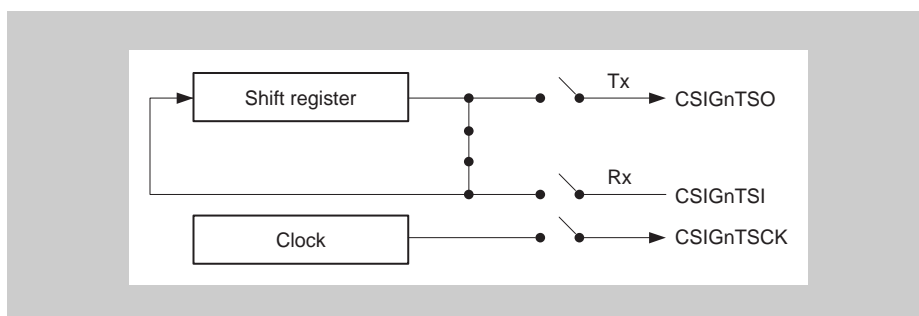 Shift register
Tx
CSIGnTSO
Rx
CSIGnTSI
Clock
CSIGnTSCK